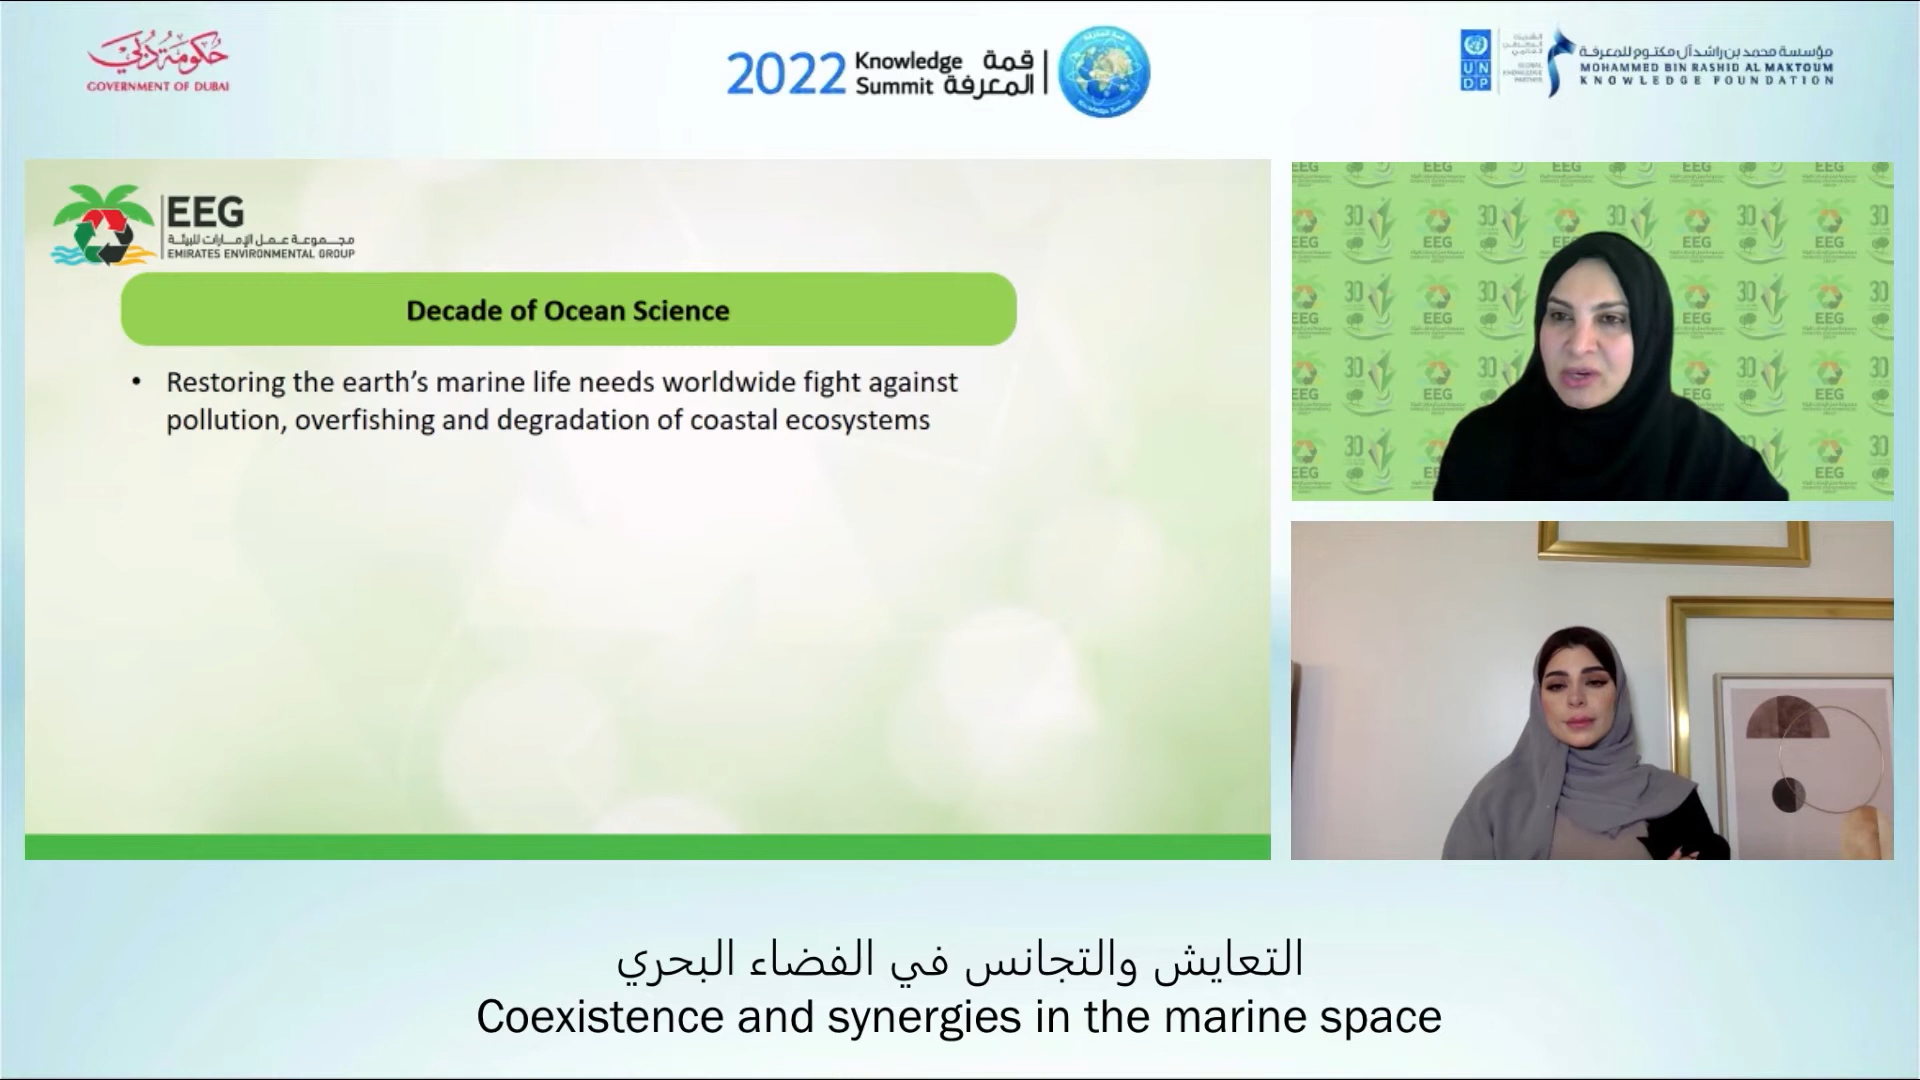 حكومة دبي
GOVERNMENT OF DUBAI
2022 Knowledge Summit
قمة المعرفة
UNDP
مؤسسة محمد بن راشد آل مكتوم للمعرفة
MOHAMMED BIN RASHID AL MAKTOUM
KNOWLEDGE FOUNDATION
EEG
مجموعة عمل الإمارات للبيئة
EMIRATES ENVIRONMENTAL GROUP
Decade of Ocean Science
• Restoring the earth’s marine life needs worldwide fight against
pollution, overfishing and degradation of coastal ecosystems
EEG
30
التعايش والتجانس في الفضاء البحري
Coexistence and synergies in the marine space